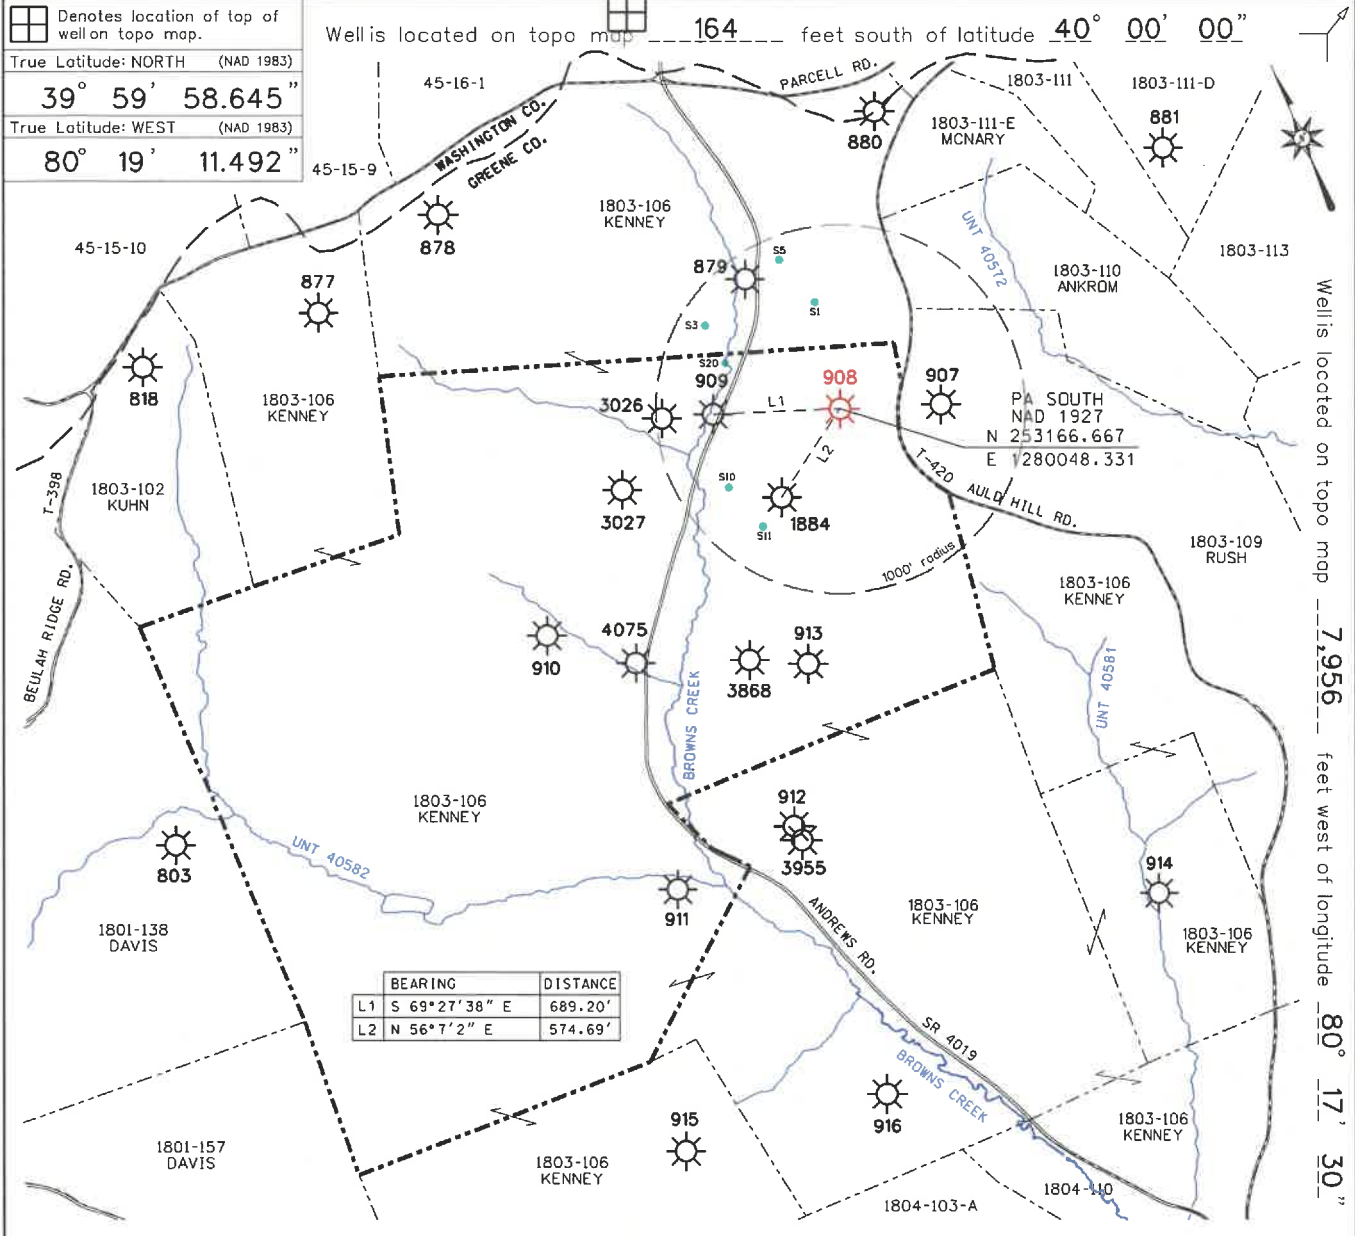 Denotes location of top of
well on topo map.
True Latitude: NORTH (NAD 1983)
39° 59' 58.645"
True Latitude: WEST (NAD 1983)
80° 19' 11.492"
Well is located on topo map 164 feet south of latitude 40° 00' 00"
Well is located on topo map 7,956 feet west of longitude 80° 17' 30"
45-16-1
PARCELL RD.
1803-111
1803-111-D
881
880
1803-111-E
MCNARY
WASHINGTON CO.
GREENE CO.
45-15-9
45-15-10
878
1803-106
KENNEY
UNT 40572
1803-113
1803-110
ANKROM
877
879
S5
S1
S3
S20
818
1803-106
KENNEY
3026
909
L1
908
907
PA SOUTH
NAD 1927
N 253166.667
E 1280048.331
L2
T-398
1803-102
KUHN
3027
S10
1884
S11
T-420
AULD HILL RD.
1000' radius
1803-109
RUSH
1803-106
KENNEY
BEULAH RIDGE RD.
910
4075
3868
913
UNT 40581
BROWNS CREEK
1803-106
KENNEY
912
3955
803
UNT 40582
914
911
1801-138
DAVIS
ANDREWS RD.
1803-106
KENNEY
1803-106
KENNEY
BEARING DISTANCE
L1 S 69°27'38" E 689.20'
L2 N 56°7'2" E 574.69'
SR 4019
BROWNS CREEK
915
916
1803-106
KENNEY
1801-157
DAVIS
1803-106
KENNEY
1804-103-A
1804-110